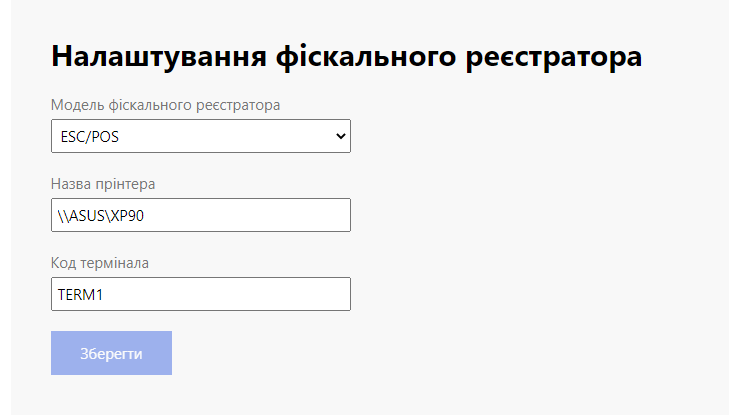 Налаштування фіскального реєстратора
Модель фіскального реєстратора
ESC/POS
Назва прінтера
\\ASUS\XP90
Код термінала
TERM1
Зберегти